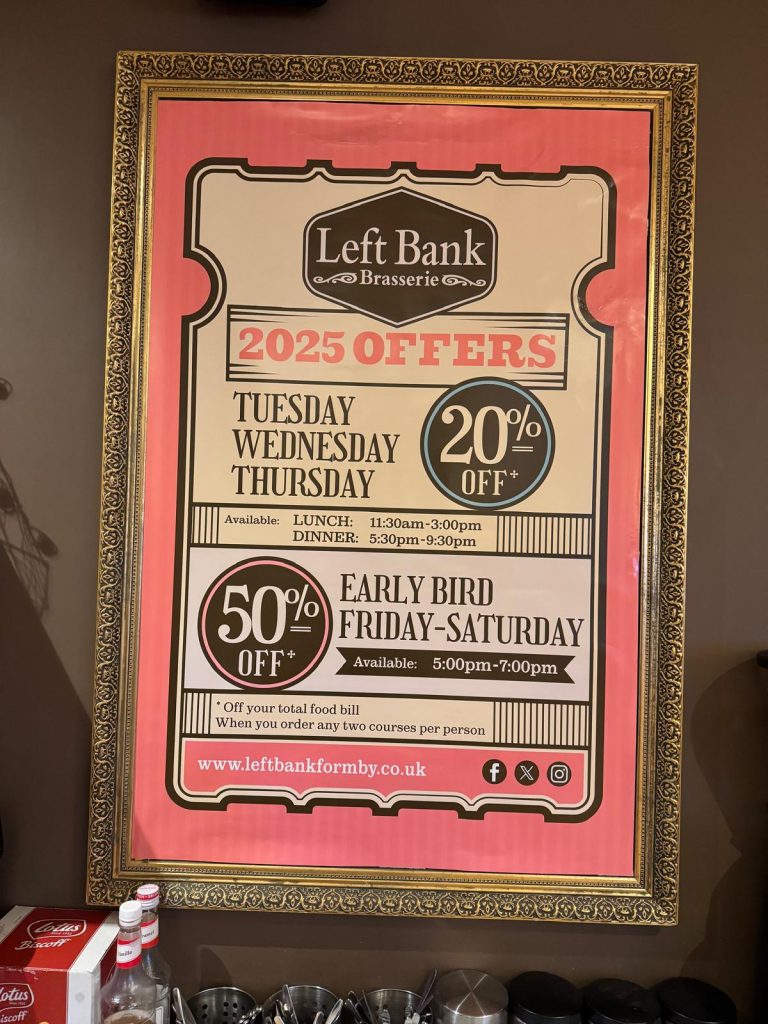 Left Bank
Brasserie
2025 OFFERS
TUESDAY
WEDNESDAY
THURSDAY
20% OFF+
Available: LUNCH: 11:30am-3:00pm
DINNER: 5:30pm-9:30pm
50% OFF+
EARLY BIRD
FRIDAY-SATURDAY
Available: 5:00pm-7:00pm
* Off your total food bill
When you order any two courses per person
www.leftbankformby.co.uk
Lotus
Biscoff
Lotus
Biscoff